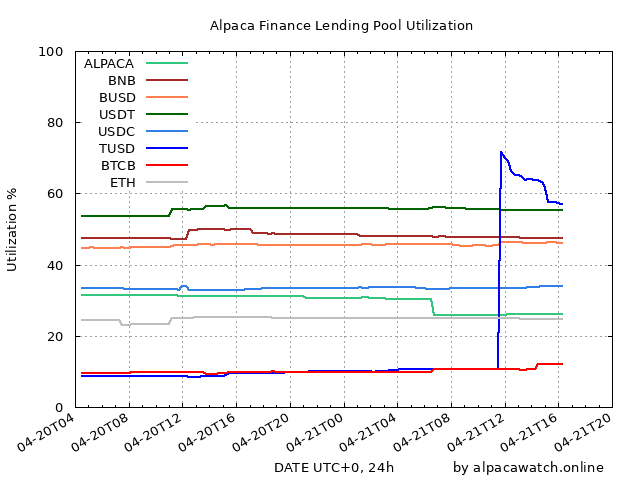 Alpaca Finance Lending Pool Utilization
100
80
60
40
20
0
Utilization %
ALPACA
BNB
BUSD
USDT
USDC
TUSD
BTCB
ETH
04-20T04
04-20T08
04-20T12
04-20T16
04-20T20
04-21T00
04-21T04
04-21T08
04-21T12
04-21T16
04-21T20
DATE UTC+0, 24h
by alpacawatch.online